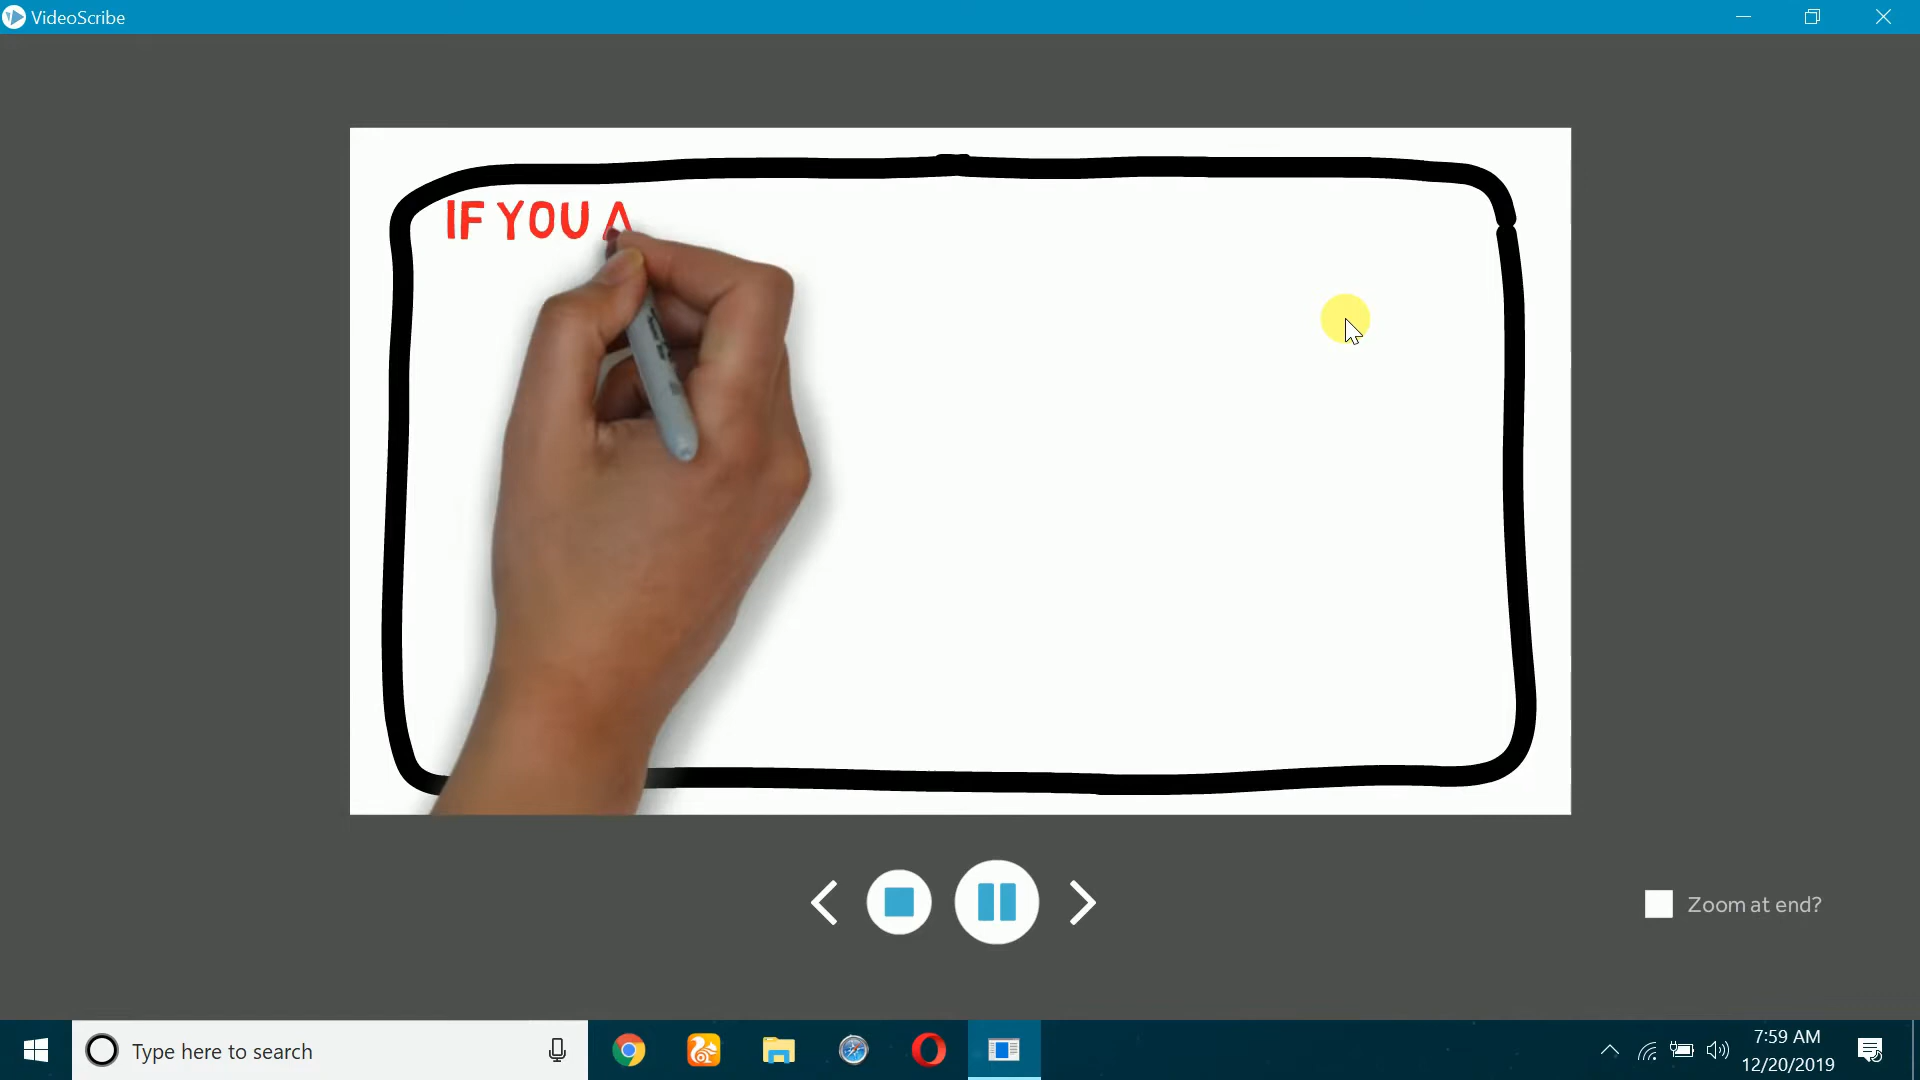 VideoScribe
IF YOU A
Zoom at end?
Type here to search
7:59 AM
12/20/2019